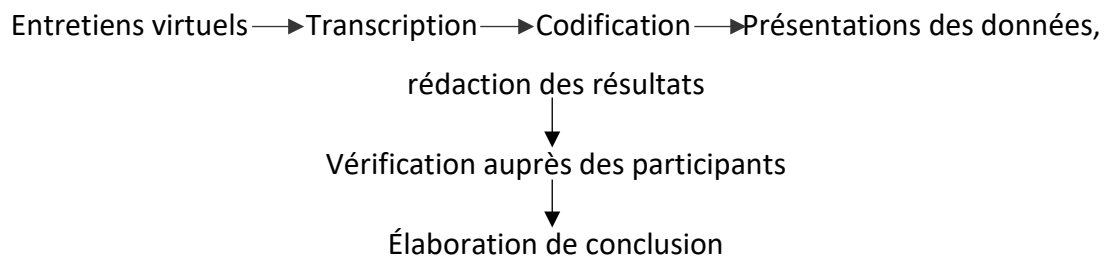 Entretiens virtuels Transcription Codification Présentations des données,
rédaction des résultats
Vérification auprès des participants
Élaboration de conclusion